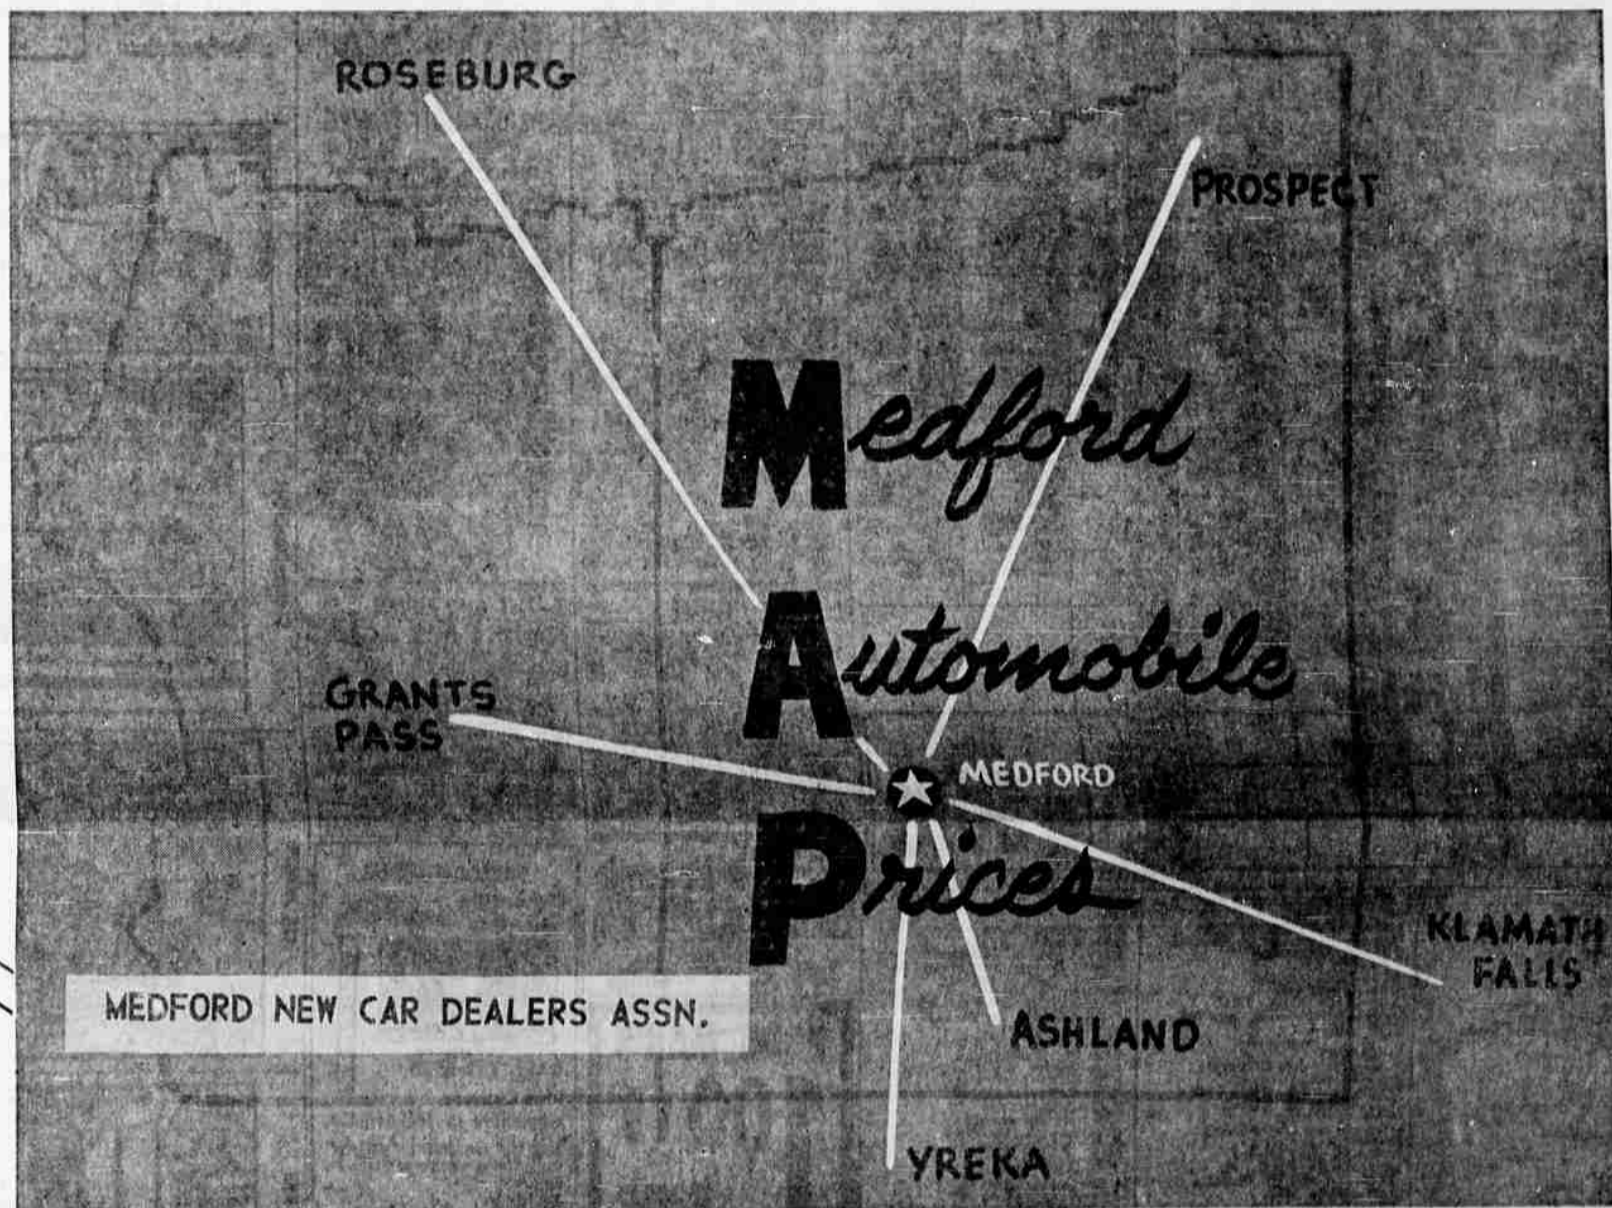 ROSEBURG
PROSPECT
Medford
Automobile
GRANTS
PASS
MEDFORD
Prices
KLAMATH
FALLS
MEDFORD NEW CAR DEALERS ASSN.
ASHLAND
YREKA